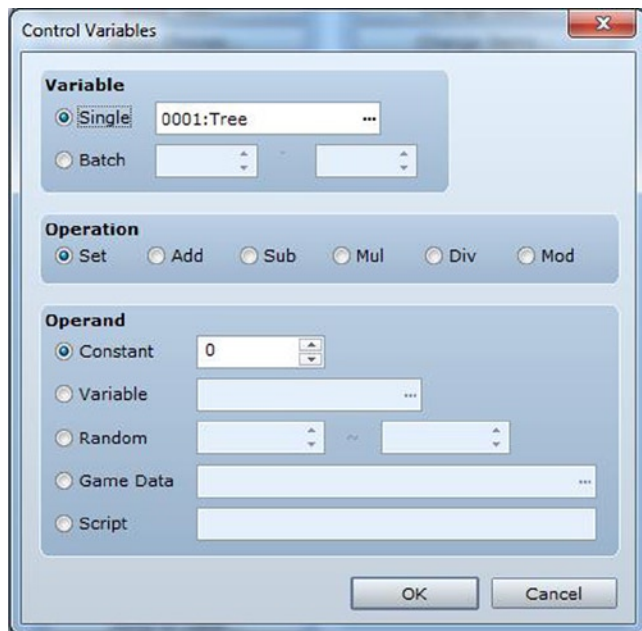 Control Variables
Variable
Single 0001:Tree ...
Batch
Operation
Set Add Sub Mul Div Mod
Operand
Constant 0
Variable ...
Random ~
Game Data ...
Script
OK Cancel